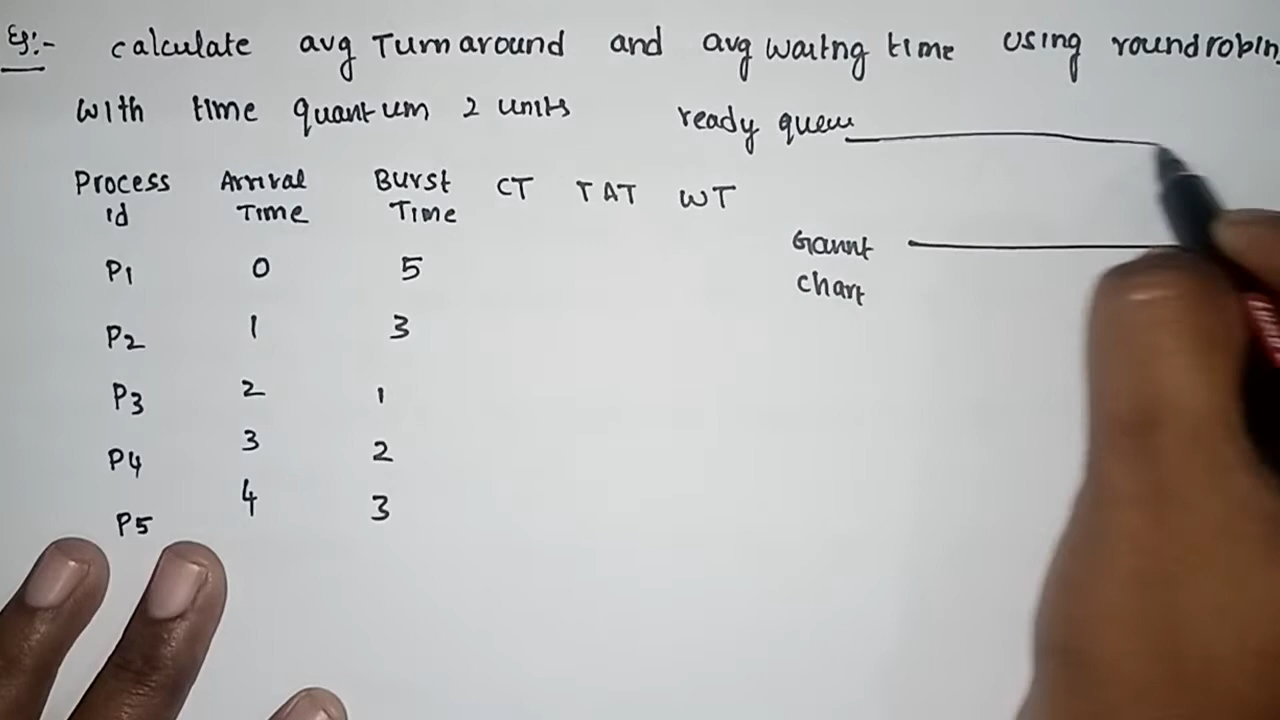 Eg:- calculate avg Turnaround and avg waitng time using roundrobin
with time quantum 2 units
ready queue
Process id Arrival Time Burst Time CT TAT WT
P1 0 5
P2 1 3
P3 2 1
P4 3 2
P5 4 3
Gannt chart